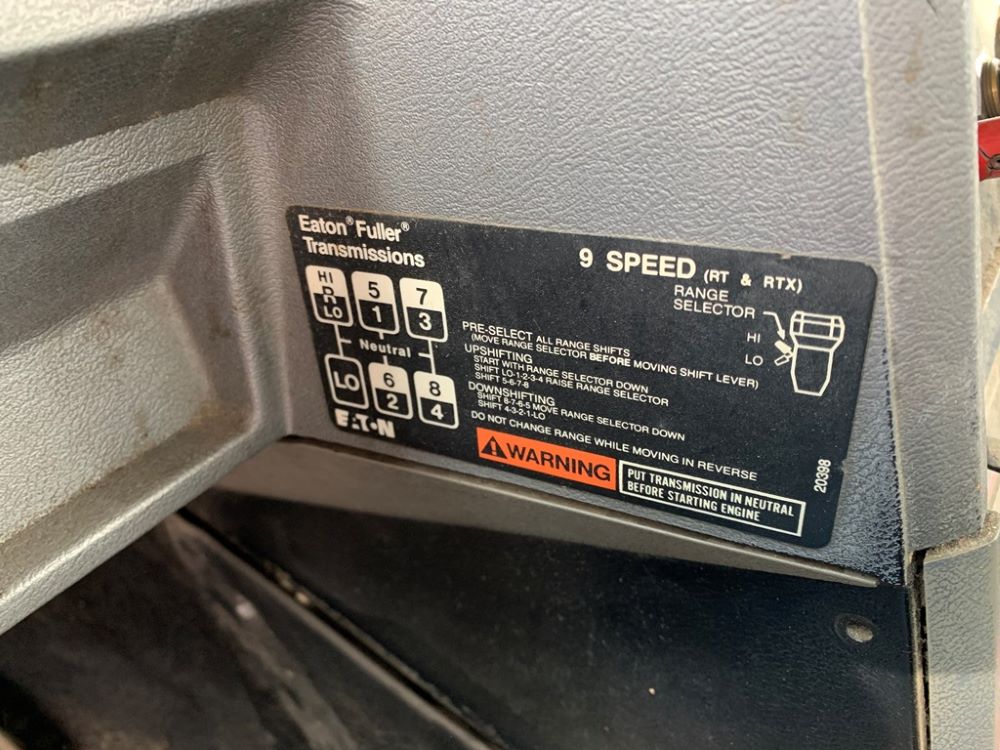 Eaton® Fuller®
Transmissions
9 SPEED (RT & RTX)
RANGE
SELECTOR
HI
LO
HI
R
LO
5
1
7
3
Neutral
LO
6
2
8
4
EATON
PRE-SELECT ALL RANGE SHIFTS
(MOVE RANGE SELECTOR BEFORE MOVING SHIFT LEVER)
UPSHIFTING
START WITH RANGE SELECTOR DOWN
SHIFT LO-1-2-3-4 RAISE RANGE SELECTOR
SHIFT 5-6-7-8
DOWNSHIFTING
SHIFT 8-7-6-5 MOVE RANGE SELECTOR DOWN
SHIFT 4-3-2-1-LO
DO NOT CHANGE RANGE WHILE MOVING IN REVERSE
WARNING
PUT TRANSMISSION IN NEUTRAL
BEFORE STARTING ENGINE
20398